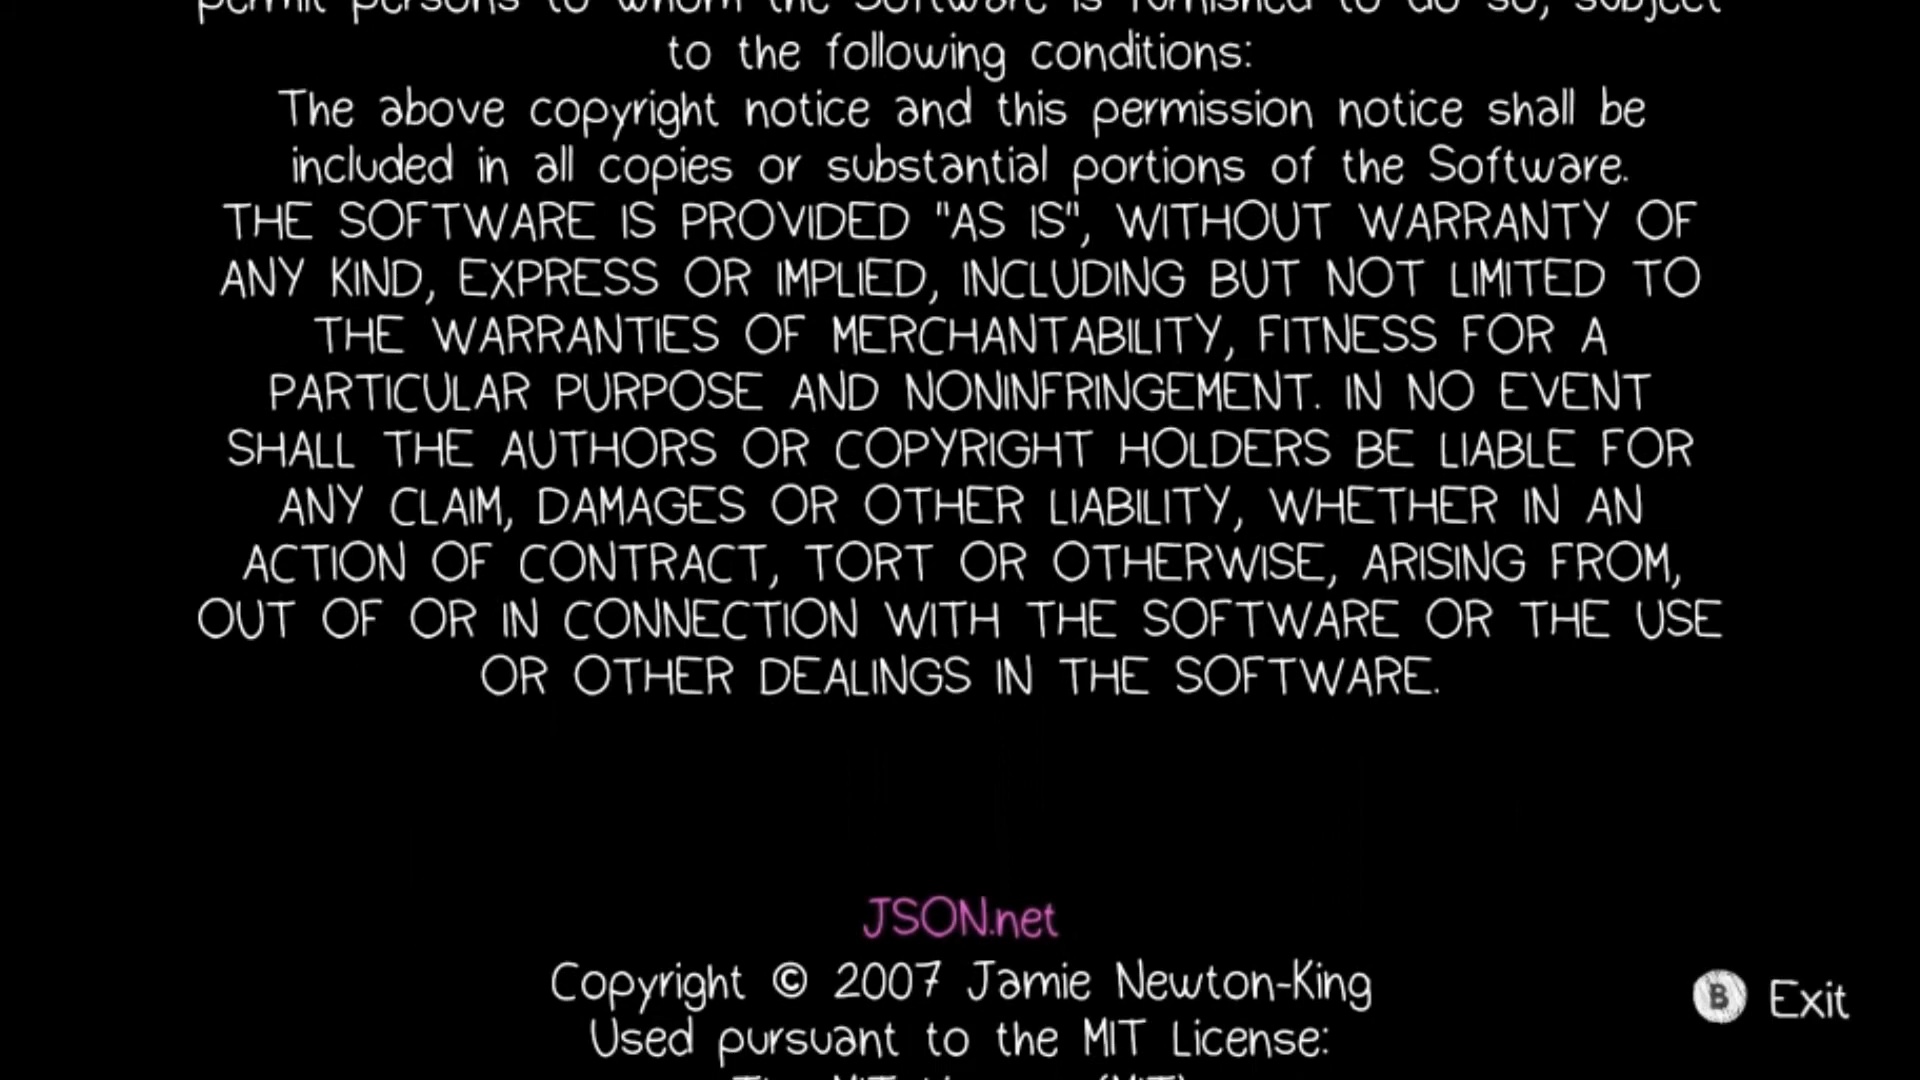 permit persons to whom the Software is furnished to do so, subject
to the following conditions:
The above copyright notice and this permission notice shall be
included in all copies or substantial portions of the Software.
THE SOFTWARE IS PROVIDED "AS IS", WITHOUT WARRANTY OF
ANY KIND, EXPRESS OR IMPLIED, INCLUDING BUT NOT LIMITED TO
THE WARRANTIES OF MERCHANTABILITY, FITNESS FOR A
PARTICULAR PURPOSE AND NONINFRINGEMENT. IN NO EVENT
SHALL THE AUTHORS OR COPYRIGHT HOLDERS BE LIABLE FOR
ANY CLAIM, DAMAGES OR OTHER LIABILITY, WHETHER IN AN
ACTION OF CONTRACT, TORT OR OTHERWISE, ARISING FROM,
OUT OF OR IN CONNECTION WITH THE SOFTWARE OR THE USE
OR OTHER DEALINGS IN THE SOFTWARE.
JSON.net
Copyright © 2007 Jamie Newton-King
B Exit
Used pursuant to the MIT License: